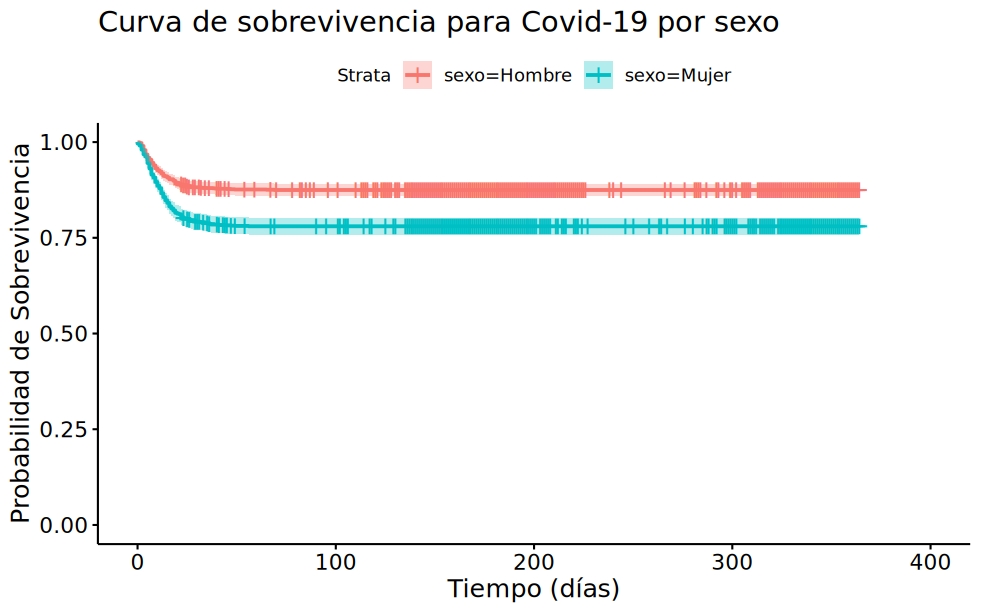 Curva de sobrevivencia para Covid-19 por sexo
Strata sexo=Hombre sexo=Mujer
Probabilidad de Sobrevivencia
1.00
0.75
0.50
0.25
0.00
0 100 200 300 400
Tiempo (días)